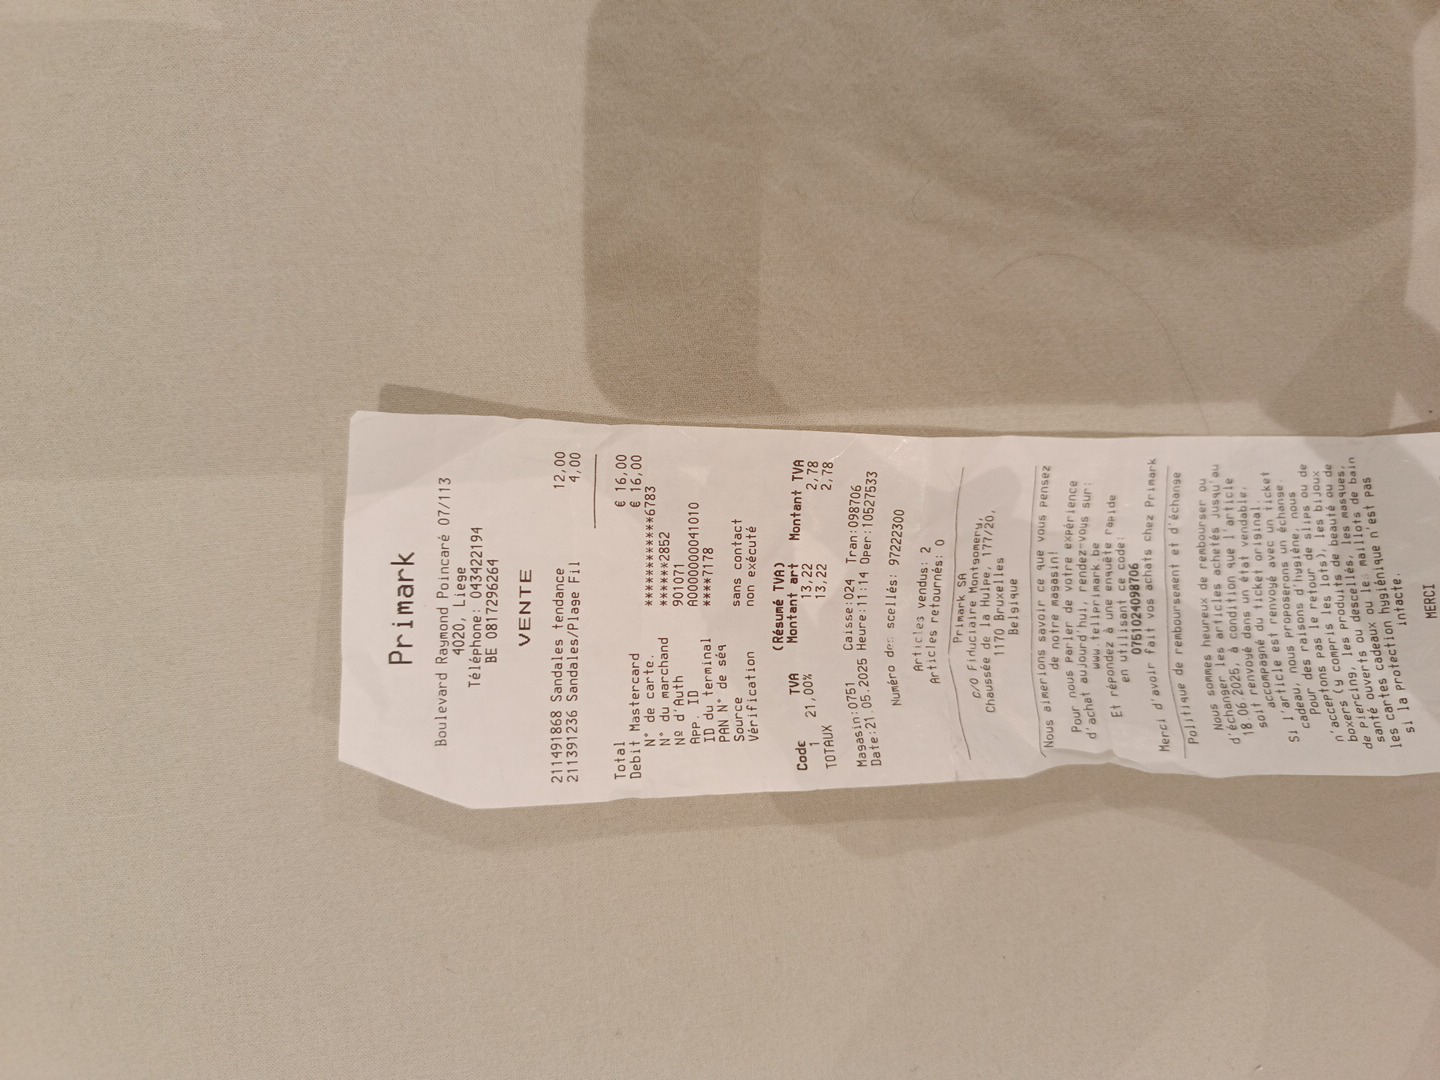 Primark
Boulevard Raymond Poincaré 07/113
4020, Liege
Téléphone: 043422194
BE 0817296264
VENTE
211491868 Sandales tendance 12,00
211391236 Sandales/Plage Fil 4,00
Total € 16,00
Debit Mastercard € 16,00
N° de carte. ************6783
N° du marchand ******2852
Nº d'Auth 901071
App. ID A0000000041010
ID du terminal ****7178
PAN N° de séq
Source sans contact
Vérification non exécuté
(Résumé TVA)
Code TVA Montant art Montant TVA
1 21,00% 13,22 2,78
TOTAUX 13,22 2,78
Magasin:0751 Caisse:024 Tran:098706
Date:21.05.2025 Heure:11:14 Oper:10527533
Numéro des scellés: 97222300
Articles vendus: 2
Articles retournés: 0
Primark SA
C/O Fiduciaire Montgomery,
Chaussée de la Hulpe, 177/20,
1170 Bruxelles
Belgique
Nous aimerions savoir ce que vous pensez
de notre magasin!
Pour nous parler de votre expérience
d'achat aujourd'hui, rendez-vous sur:
www.tellprimark.be
Et répondez à une enquête rapide
en utilisant ce code:
0751024098706
Merci d'avoir fait vos achats chez Primark
Politique de remboursement et d'échange
Nous sommes heureux de rembourser ou
d'échanger les articles achetés jusqu'au
18 06 2025, à condition que l'article
soit renvoyé dans un état vendable,
accompagné du ticket original.
Si l'article est renvoyé avec un ticket
cadeau, nous proposerons un échange.
Pour des raisons d'hygiène, nous
n'acceptons pas le retour de slips ou de
boxers (y compris les lots), les bijoux
de piercing, les produits de beauté ou de
santé ouverts ou descellés, les masques,
les cartes cadeaux ou les maillots de bain
si la protection hygiénique n'est pas
intacte.
MERCI